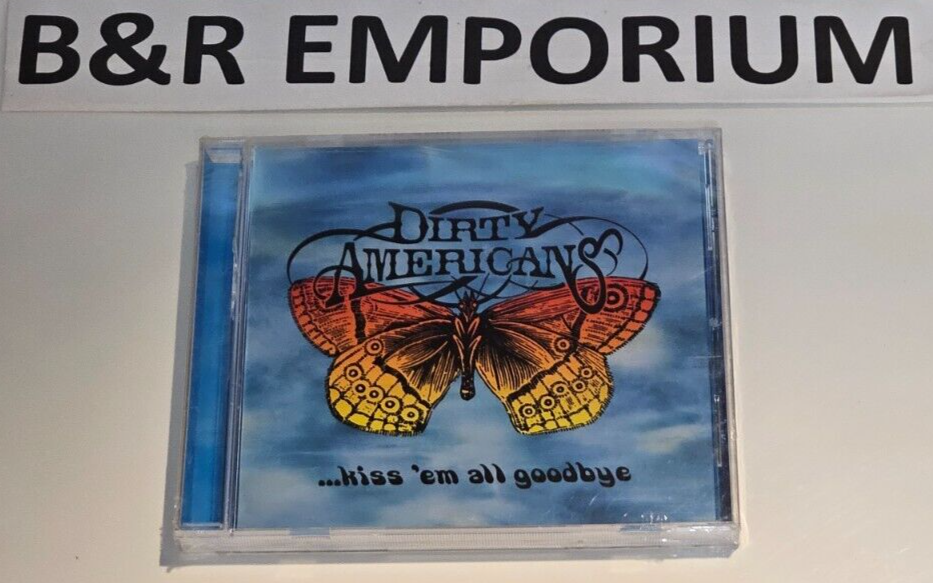 B&R EMPORIUM
DIRTY
AMERICANS
...kiss 'em all goodbye